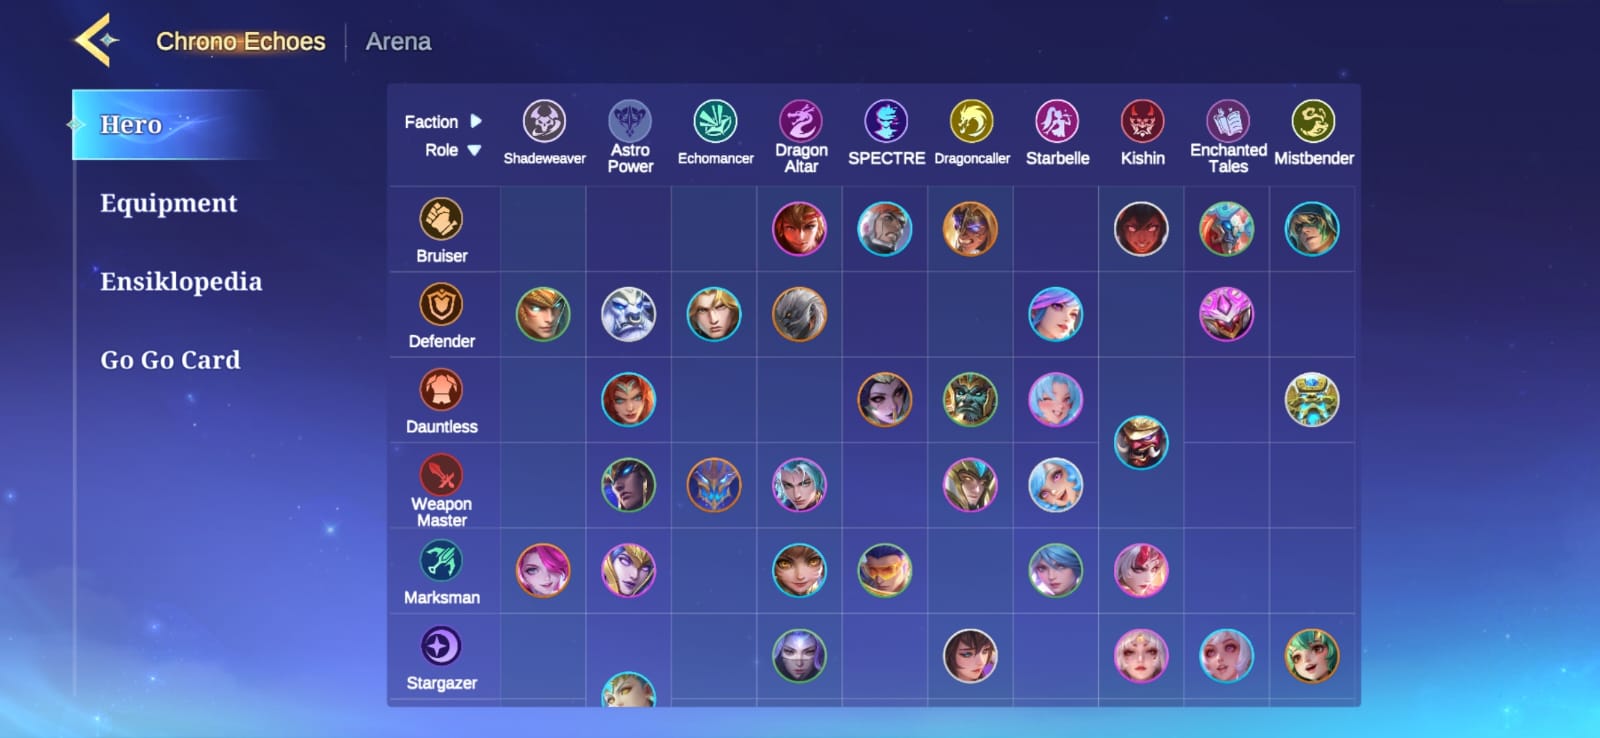 Chrono Echoes
Arena
Hero
Equipment
Ensiklopedia
Go Go Card
Faction
Role
Shadeweaver
Astro
Power
Echomancer
Dragon
Altar
SPECTRE
Dragoncaller
Starbelle
Kishin
Enchanted
Tales
Mistbender
Bruiser
Defender
Dauntless
Weapon
Master
Marksman
Stargazer